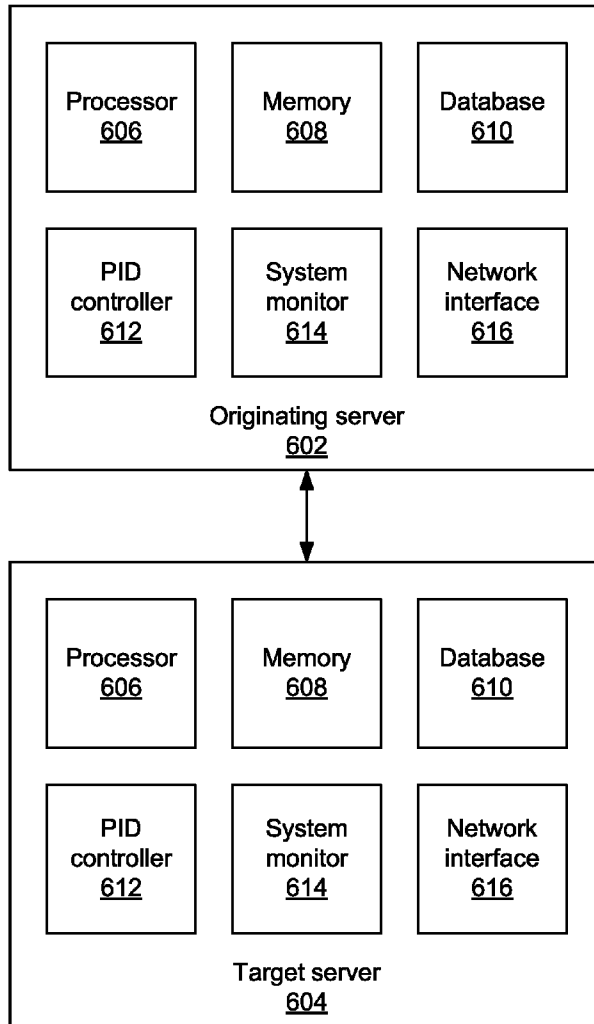 Processor
606
Memory
608
Database
610
PID
controller
612
System
monitor
614
Network
interface
616
Originating server
602
Processor
606
Memory
608
Database
610
PID
controller
612
System
monitor
614
Network
interface
616
Target server
604